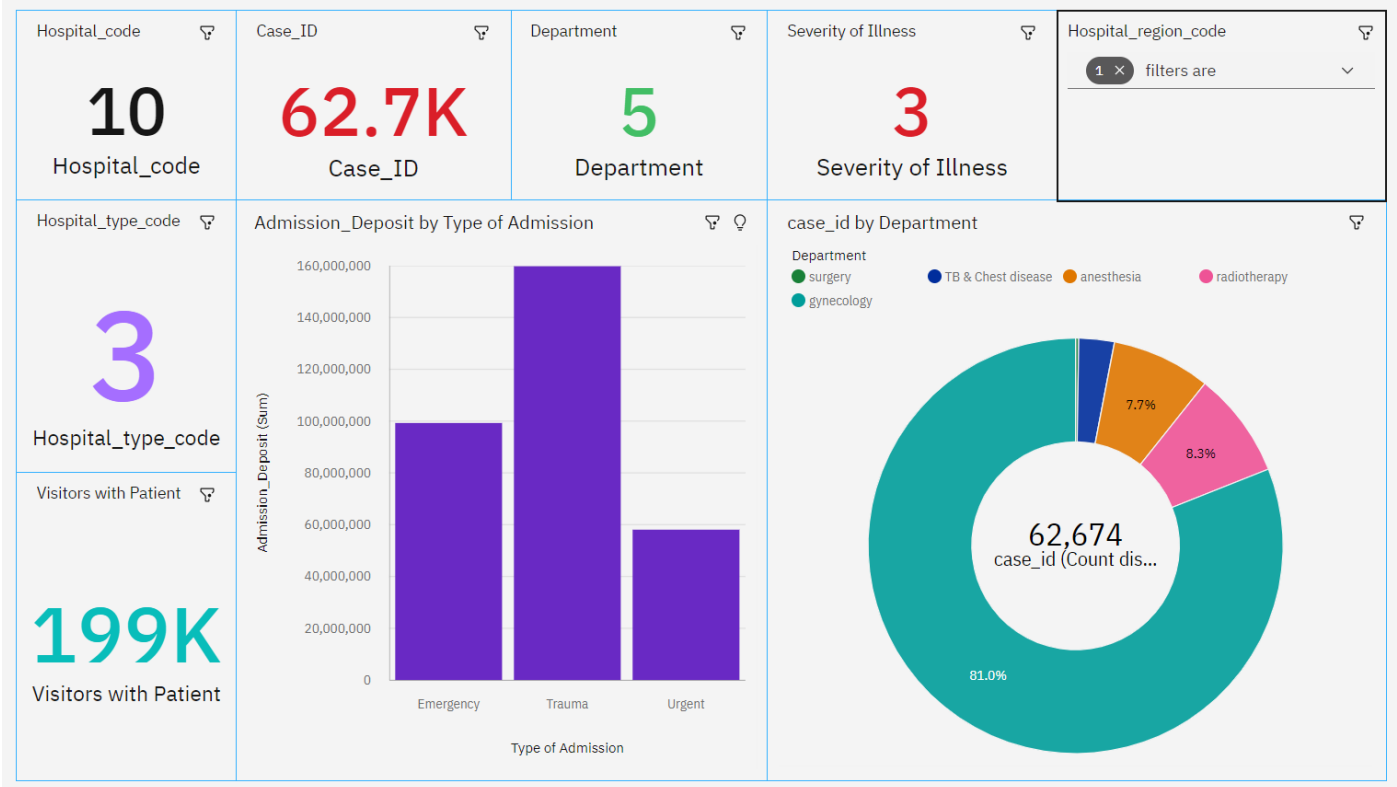 Hospital_code
10
Hospital_code
Case_ID
62.7K
Case_ID
Department
5
Department
Severity of Illness
3
Severity of Illness
Hospital_region_code
1 × filters are
Hospital_type_code
3
Hospital_type_code
Visitors with Patient
199K
Visitors with Patient
Admission_Deposit by Type of Admission
Admission_Deposit (Sum)
160,000,000
140,000,000
120,000,000
100,000,000
80,000,000
60,000,000
40,000,000
20,000,000
0
Emergency Trauma Urgent
Type of Admission
case_id by Department
Department
surgery TB & Chest disease anesthesia radiotherapy
gynecology
7.7%
8.3%
62,674
case_id (Count dis...
81.0%